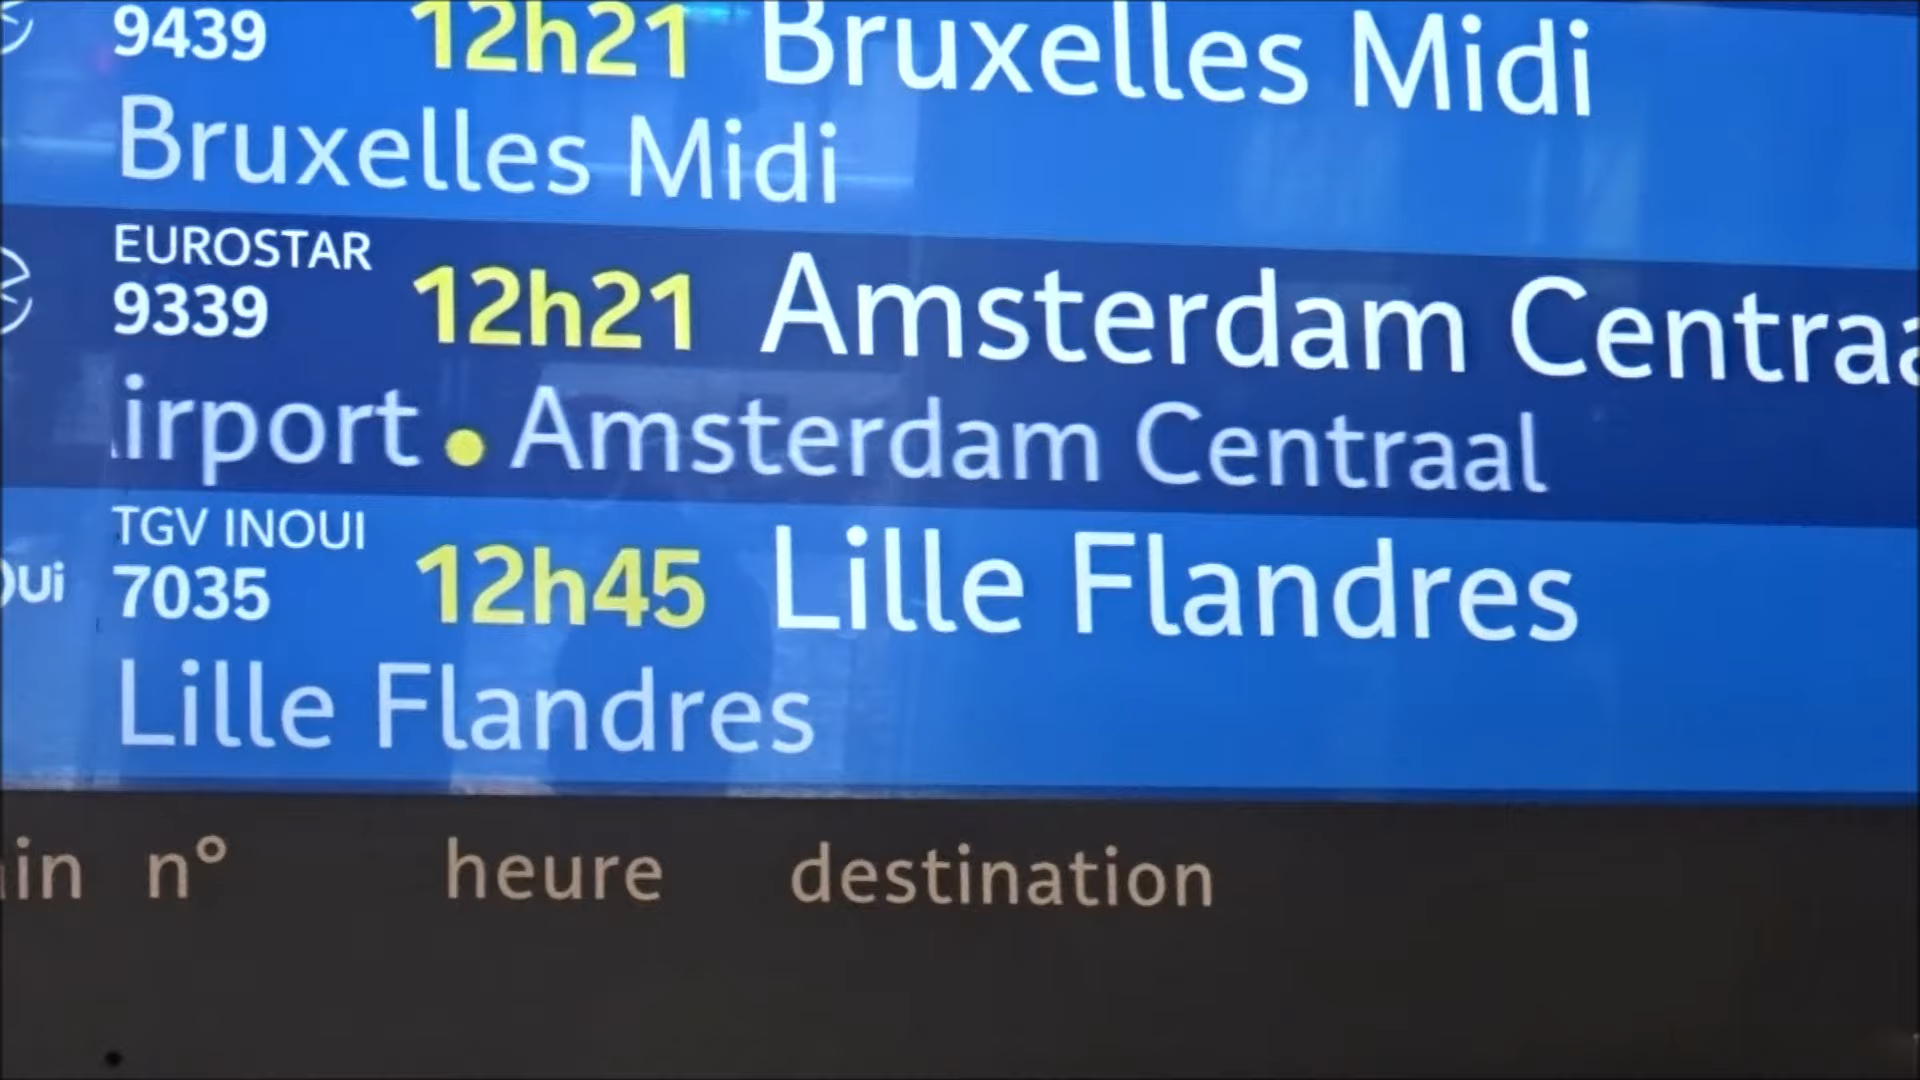 9439 12h21 Bruxelles Midi
Bruxelles Midi
EUROSTAR
9339 12h21 Amsterdam Centraa
irport • Amsterdam Centraal
TGV INOUI
7035 12h45 Lille Flandres
Lille Flandres
n° heure destination